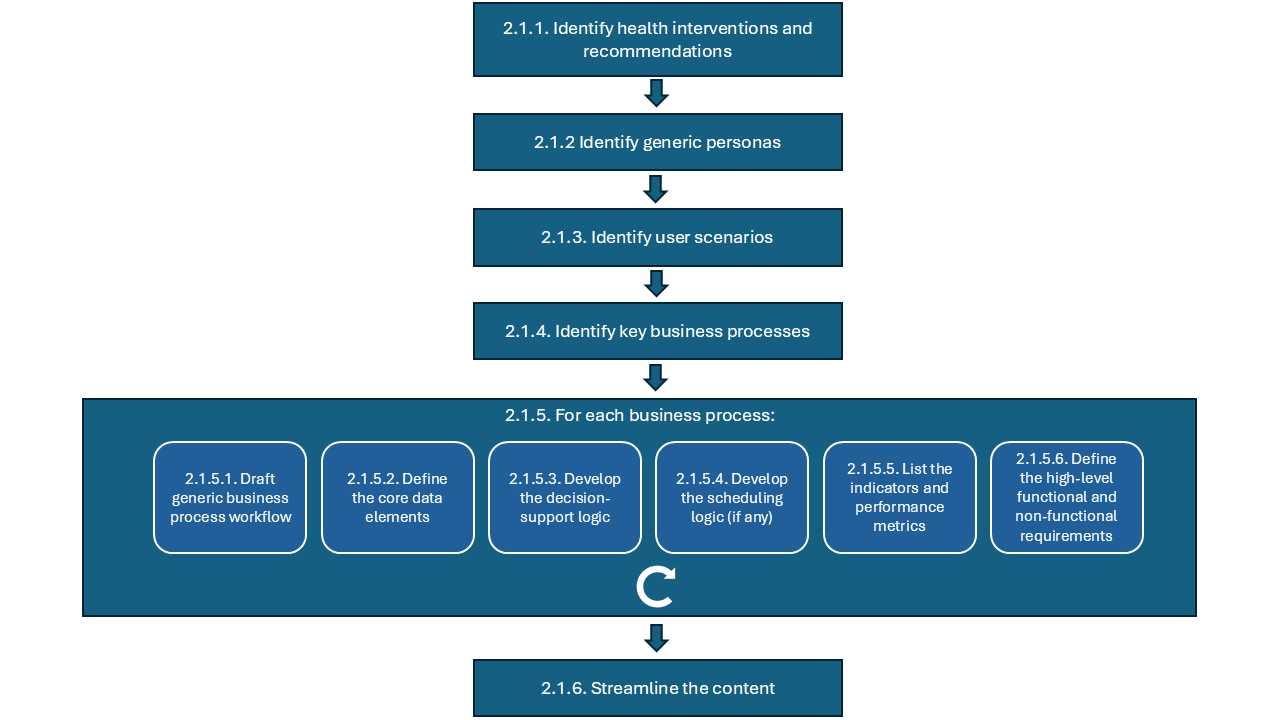 2.1.1. Identify health interventions and
recommendations
2.1.2 Identify generic personas
2.1.3. Identify user scenarios
2.1.4. Identify key business processes
2.1.5. For each business process:
2.1.5.1. Draft
generic business
process workflow
2.1.5.2. Define
the core data
elements
2.1.5.3. Develop
the decision-
support logic
2.1.5.4. Develop
the scheduling
logic (if any)
2.1.5.5. List the
indicators and
performance
metrics
2.1.5.6. Define
the high-level
functional and
non-functional
requirements
2.1.6. Streamline the content